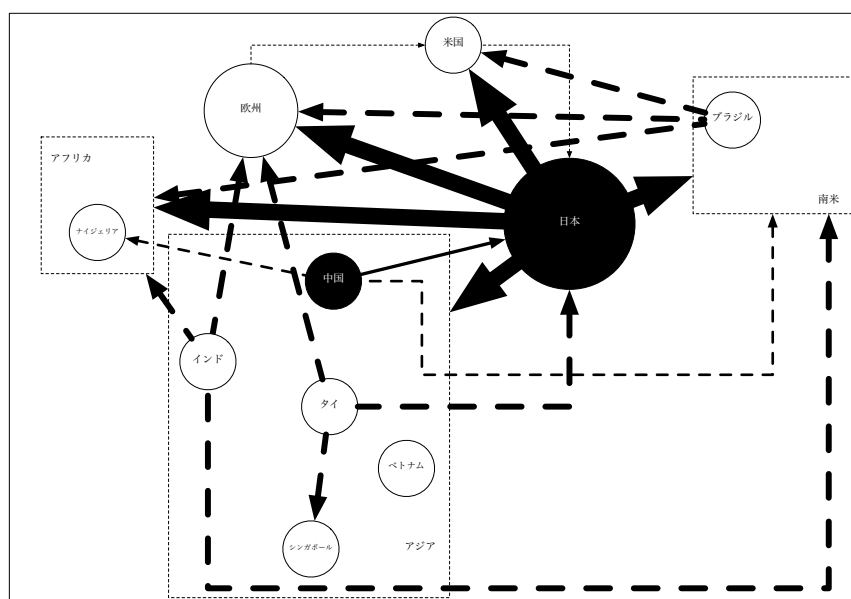 米国
欧州
ブラジル
アフリカ
南米
日本
ナイジェリア
中国
インド
タイ
ベトナム
シンガポール
アジア